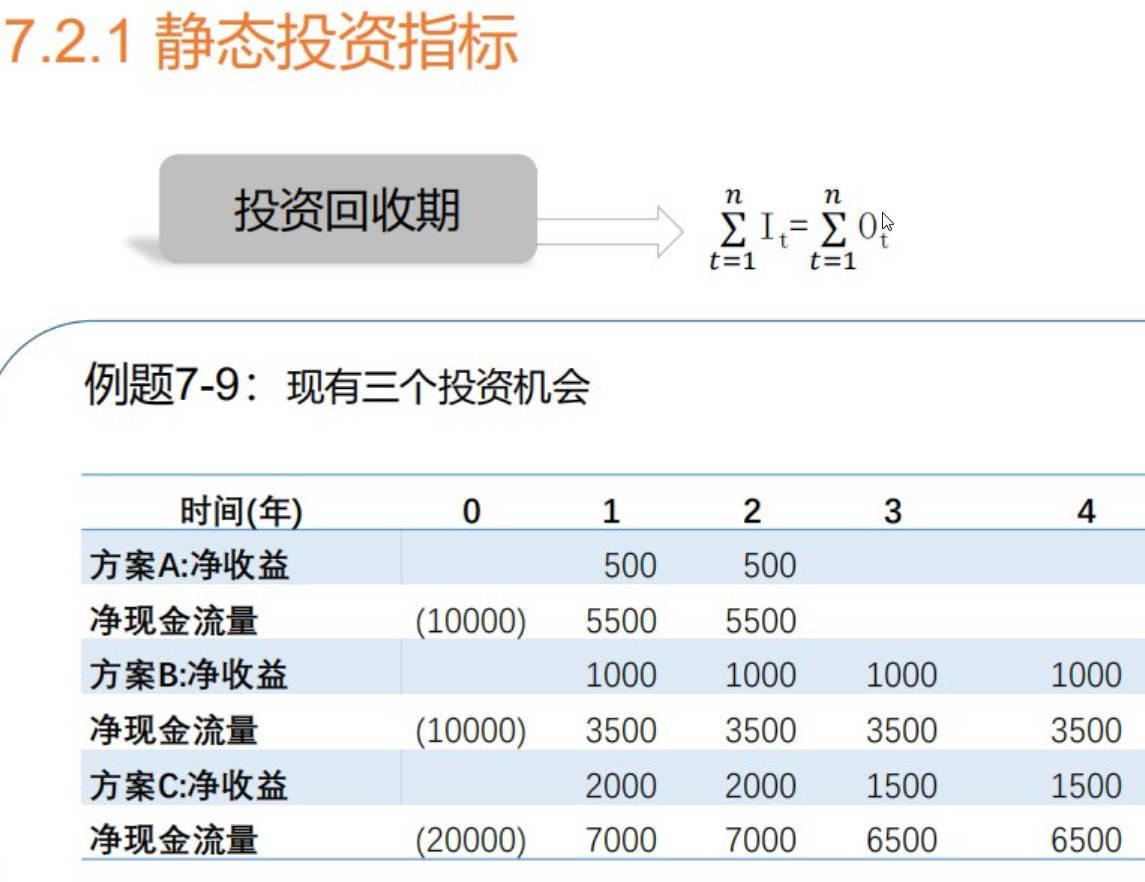 7.2.1 静态投资指标
投资回收期
n n
∑ It= ∑ Ot
t=1 t=1
例题7-9：现有三个投资机会
时间(年) 0 1 2 3 4
方案A:净收益 500 500
净现金流量 (10000) 5500 5500
方案B:净收益 1000 1000 1000 1000
净现金流量 (10000) 3500 3500 3500 3500
方案C:净收益 2000 2000 1500 1500
净现金流量 (20000) 7000 7000 6500 6500